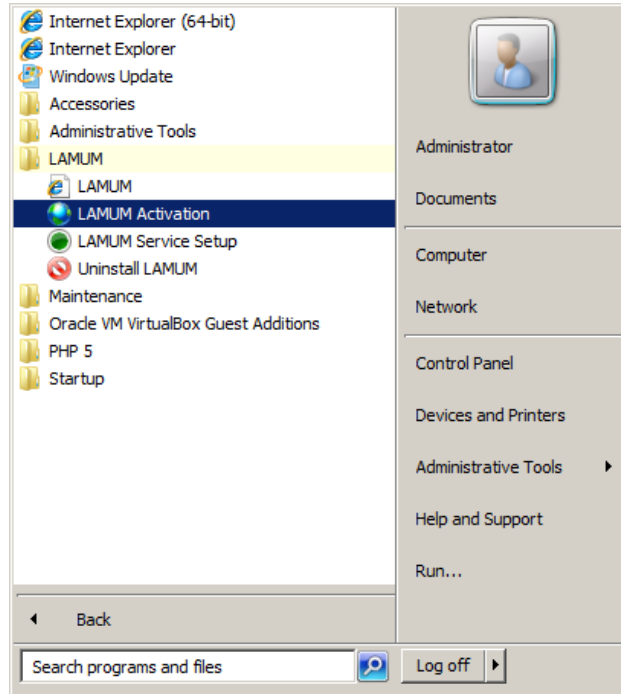 Internet Explorer (64-bit)
Internet Explorer
Windows Update
Accessories
Administrative Tools
LAMUM
LAMUM
LAMUM Activation
LAMUM Service Setup
Uninstall LAMUM
Maintenance
Oracle VM VirtualBox Guest Additions
PHP 5
Startup
Back
Search programs and files
Administrator
Documents
Computer
Network
Control Panel
Devices and Printers
Administrative Tools
Help and Support
Run...
Log off